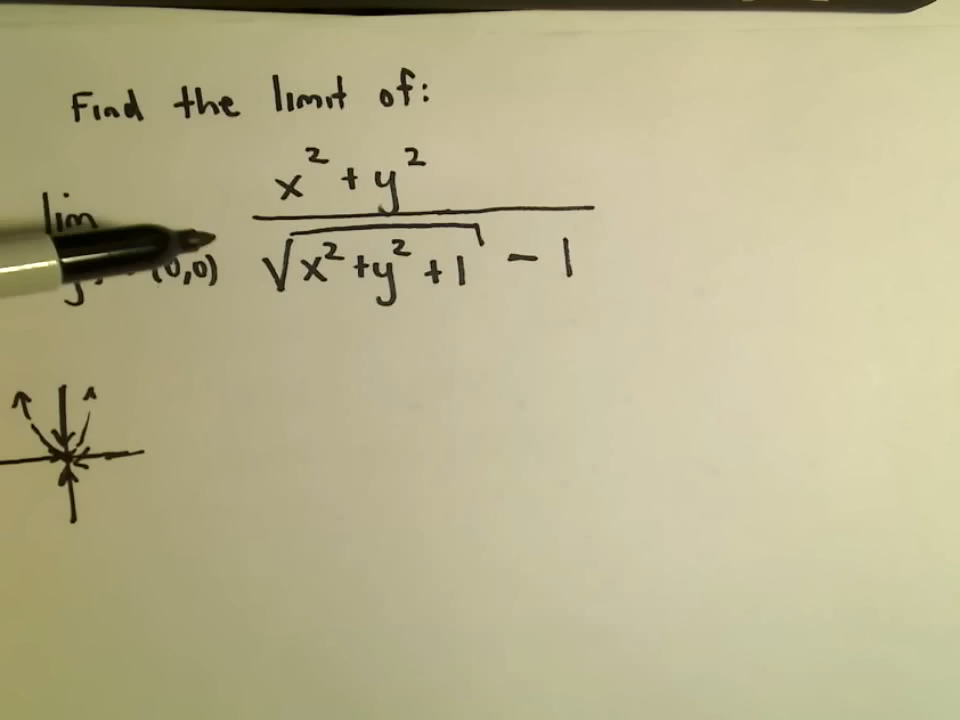 Find the limit of:
lim x² + y²
(0,0) √x² + y² + 1 - 1